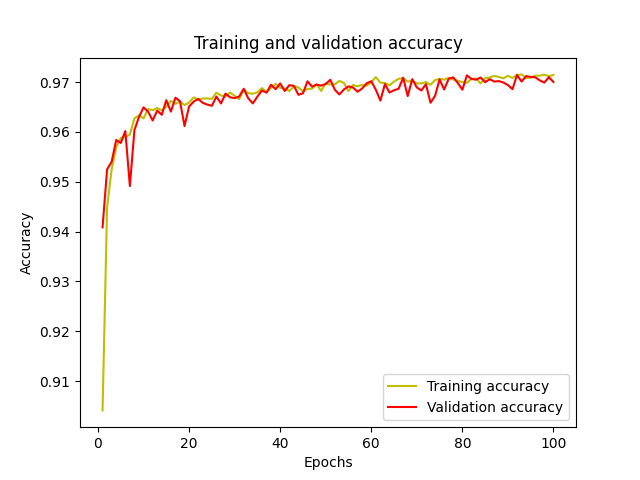 Training and validation accuracy
0.97
0.96
0.95
0.94
0.93
0.92
0.91
Accuracy
Training accuracy
Validation accuracy
0
20
40
60
80
100
Epochs